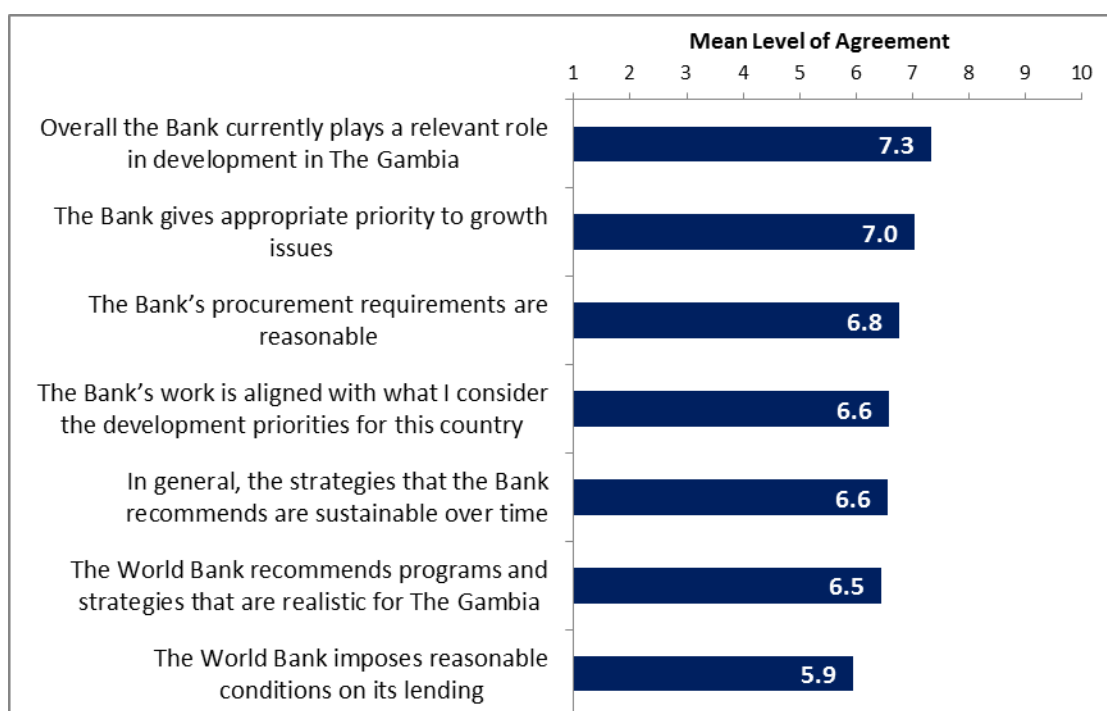 Mean Level of Agreement
1 2 3 4 5 6 7 8 9 10
Overall the Bank currently plays a relevant role
in development in The Gambia
7.3
The Bank gives appropriate priority to growth
issues
7.0
The Bank’s procurement requirements are
reasonable
6.8
The Bank’s work is aligned with what I consider
the development priorities for this country
6.6
In general, the strategies that the Bank
recommends are sustainable over time
6.6
The World Bank recommends programs and
strategies that are realistic for The Gambia
6.5
The World Bank imposes reasonable
conditions on its lending
5.9